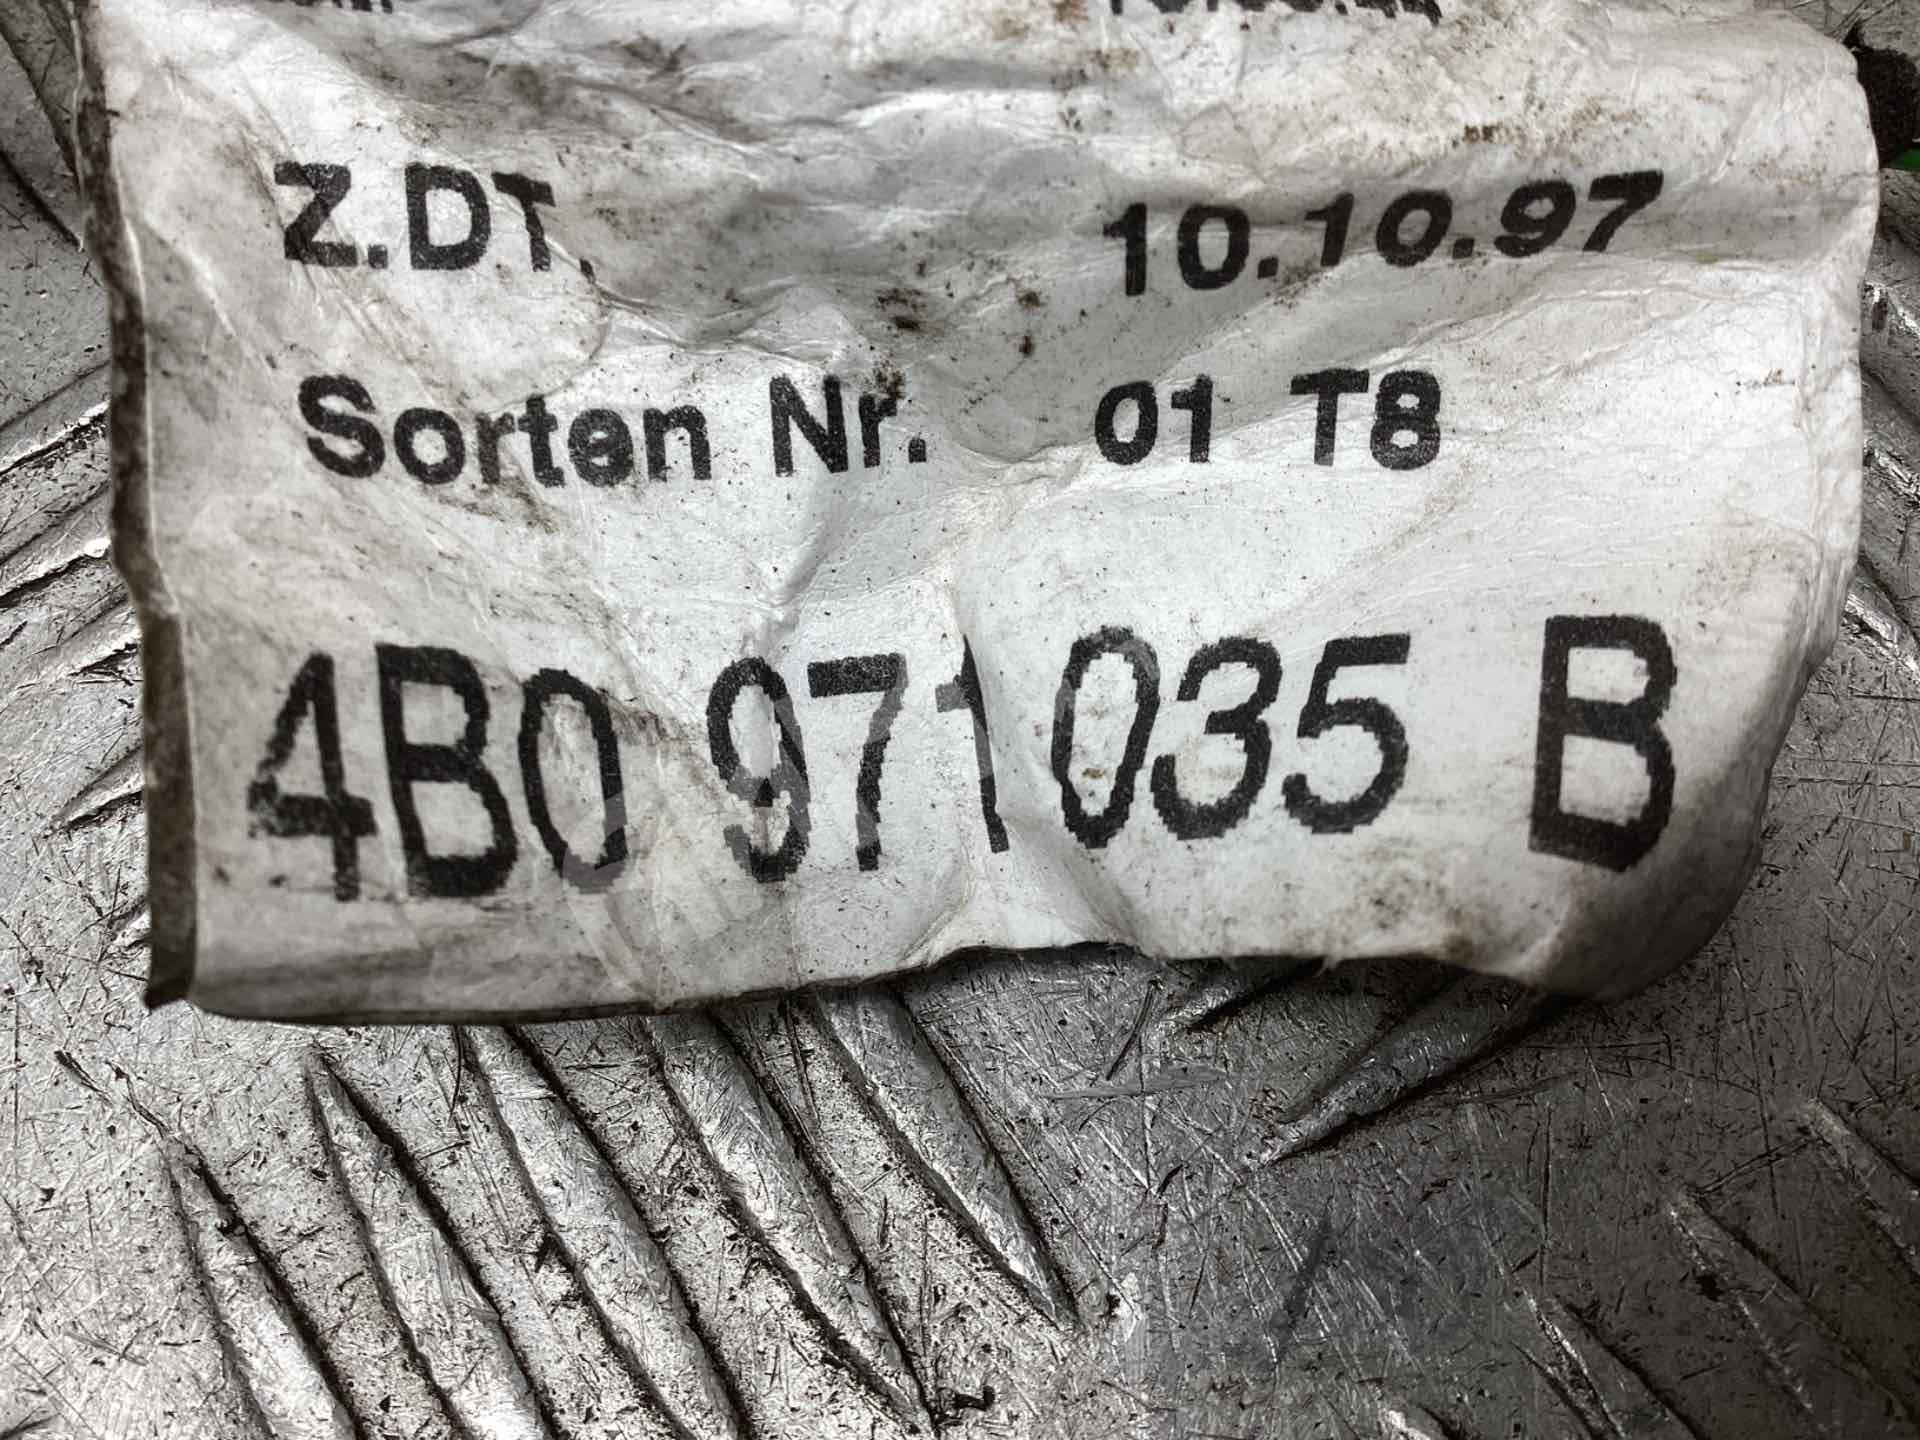 Z.DT. 10.10.97
Sorten Nr. 01 T8
4B0 971 035 B